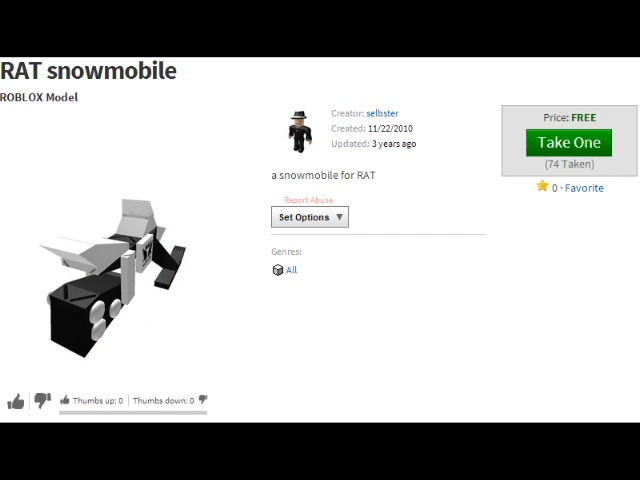 RAT snowmobile
ROBLOX Model
Creator: selbster
Created: 11/22/2010
Updated: 3 years ago
a snowmobile for RAT
Report Abuse
Set Options
Genres:
All
Price: FREE
Take One
(74 Taken)
0 · Favorite
Thumbs up: 0 | Thumbs down: 0